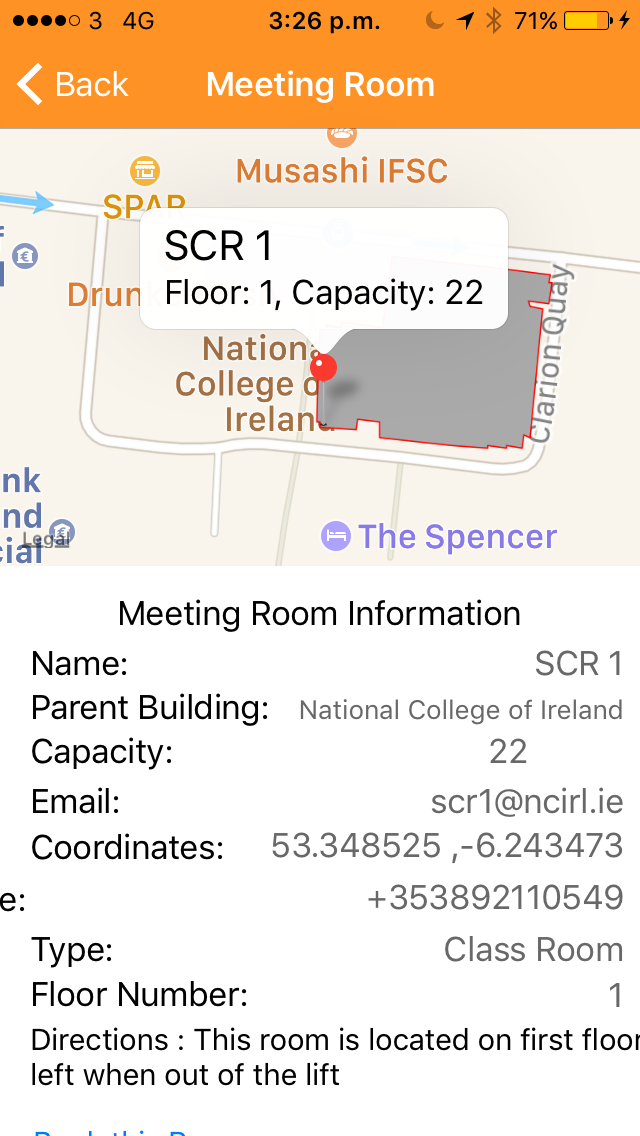 3 4G 3:26 p.m. 71%
Back Meeting Room
Musashi IFSC
SPAR
SCR 1
Floor: 1, Capacity: 22
Clarion Quay
College o
Ireland
nk
nd
cial
Legal
The Spencer
Meeting Room Information
Name: SCR 1
Parent Building: National College of Ireland
Capacity: 22
Email: scr1@ncirl.ie
Coordinates: 53.348525 ,-6.243473
e: +353892110549
Type: Class Room
Floor Number: 1
Directions : This room is located on first floor
left when out of the lift